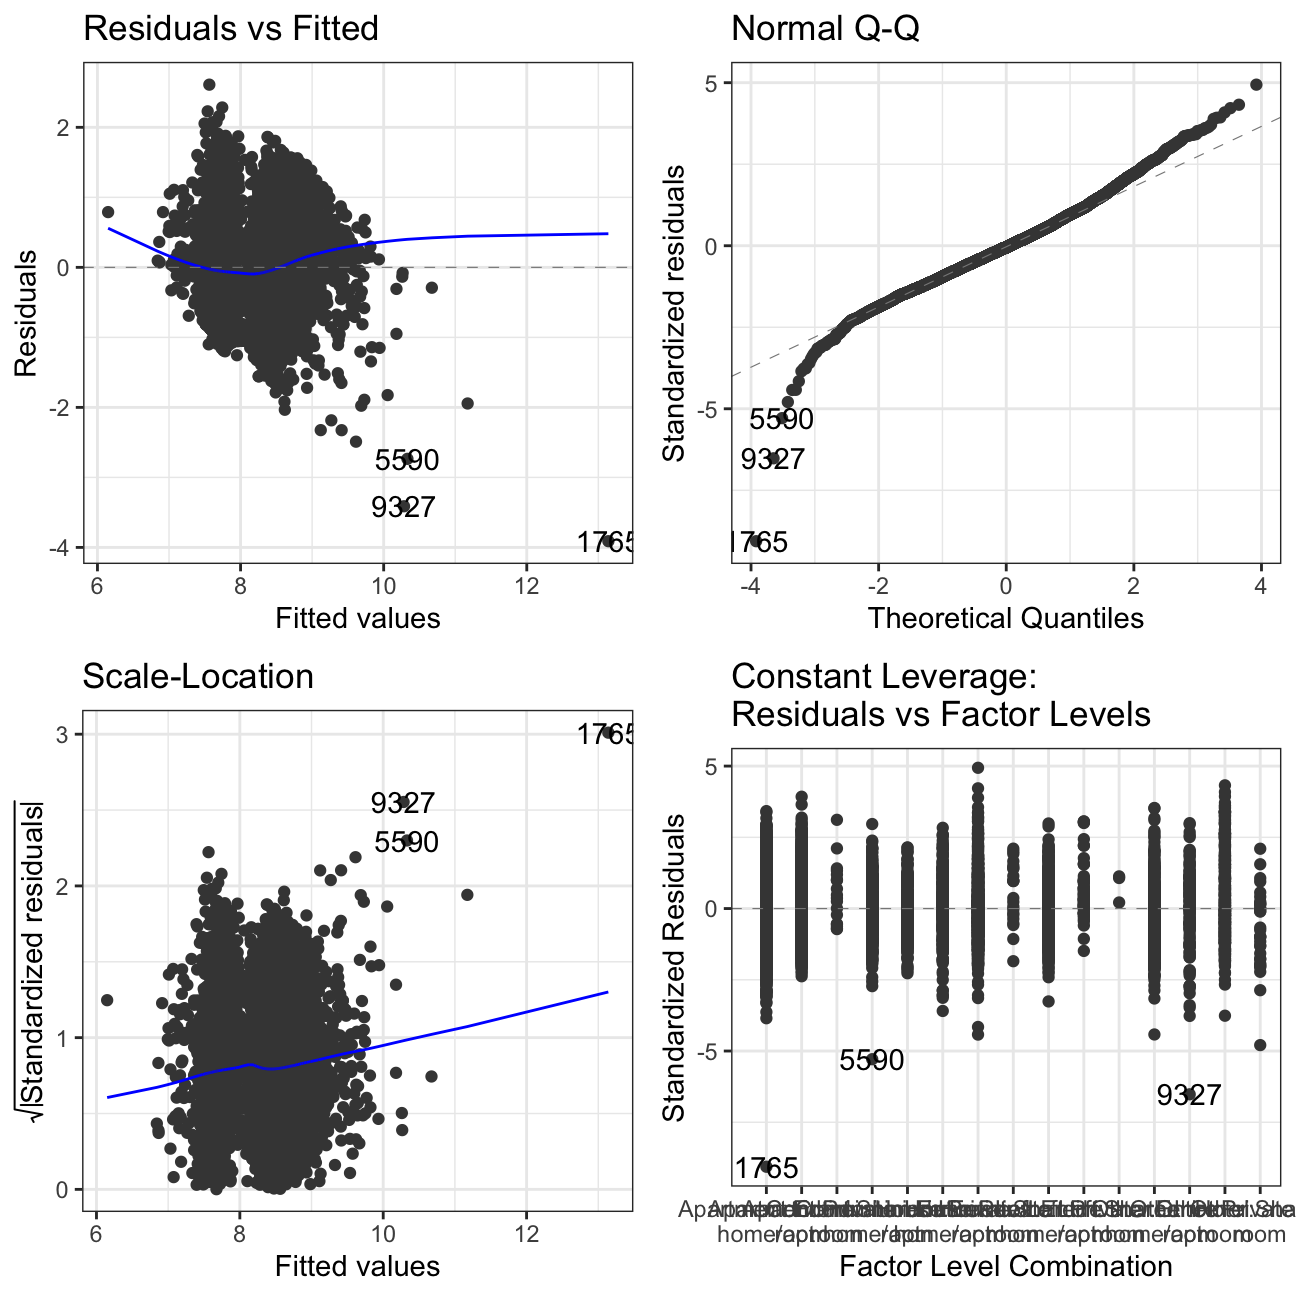 Residuals vs Fitted
2
0
-2
-4
5590
9327
6
8
10
12
Fitted values
Residuals
Normal Q-Q
5
0
-5
5590
9327
1765
-4
-2
0
2
4
Theoretical Quantiles
Standardized residuals
Scale-Location
3
2
1
0
9327
5590
6
8
10
12
Fitted values
√|Standardized residuals|
Constant Leverage:
Residuals vs Factor Levels
5
0
-5
5590
9327
1765
Factor Level Combination
Standardized Residuals